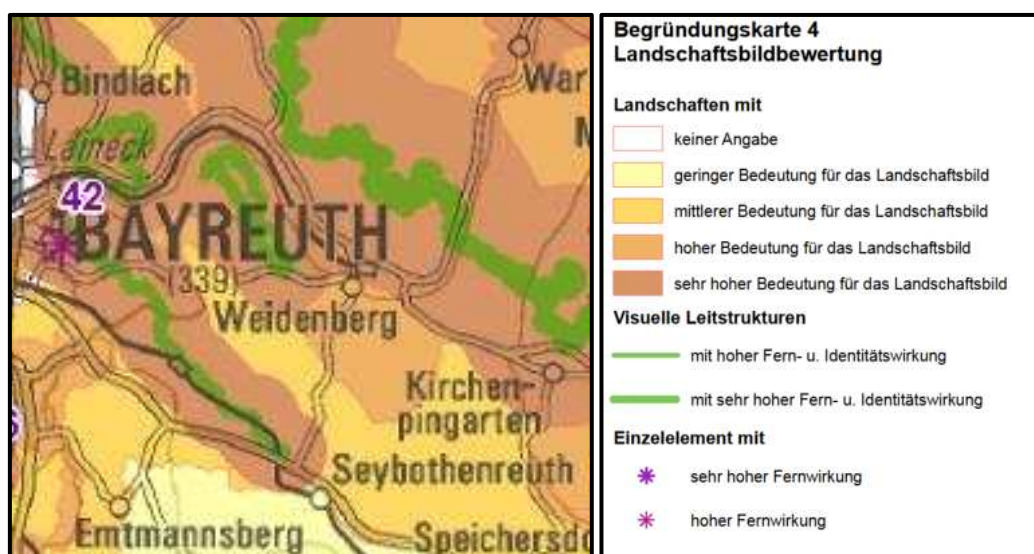 Bindlach
War
Laineck
42
BAYREUTH
(339)
Weidenberg
Kirchen-
pingarten
Seybothenreuth
Emtmannsberg
Speichersdo
Begründungskarte 4
Landschaftsbildbewertung
Landschaften mit
keiner Angabe
geringer Bedeutung für das Landschaftsbild
mittlerer Bedeutung für das Landschaftsbild
hoher Bedeutung für das Landschaftsbild
sehr hoher Bedeutung für das Landschaftsbild
Visuelle Leitstrukturen
mit hoher Fern- u. Identitätswirkung
mit sehr hoher Fern- u. Identitätswirkung
Einzelelement mit
sehr hoher Fernwirkung
hoher Fernwirkung